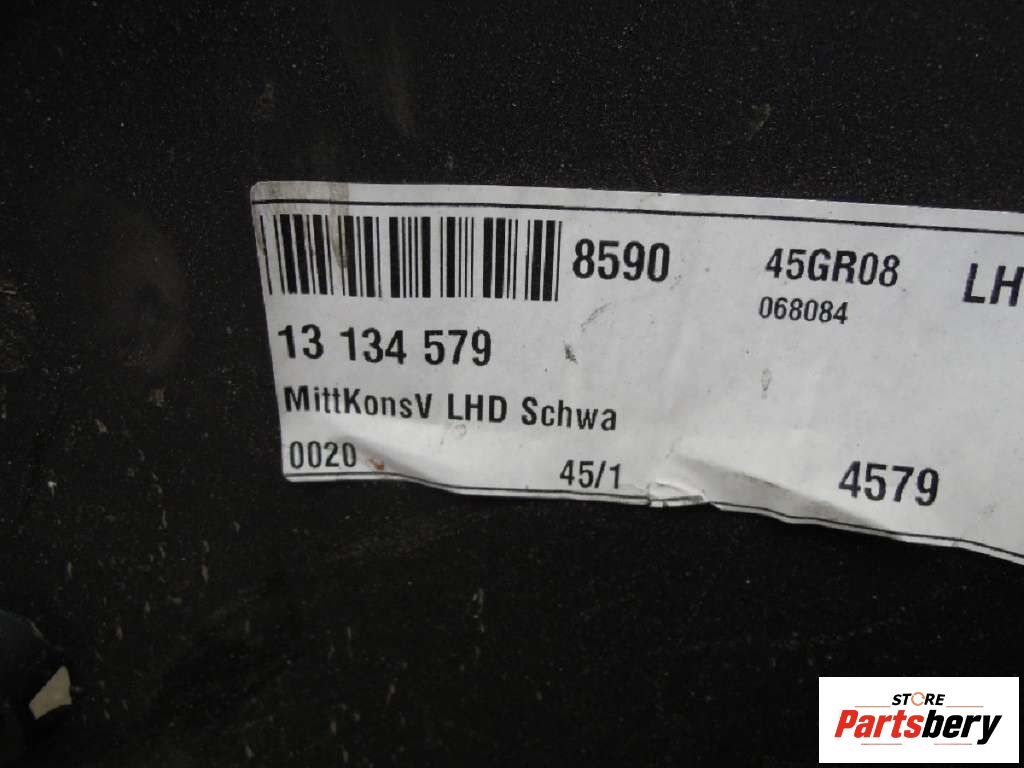 8590 45GR08 LH
068084
13 134 579
MittKonsV LHD Schwa
0020 45/1 4579
STORE
Partsbery